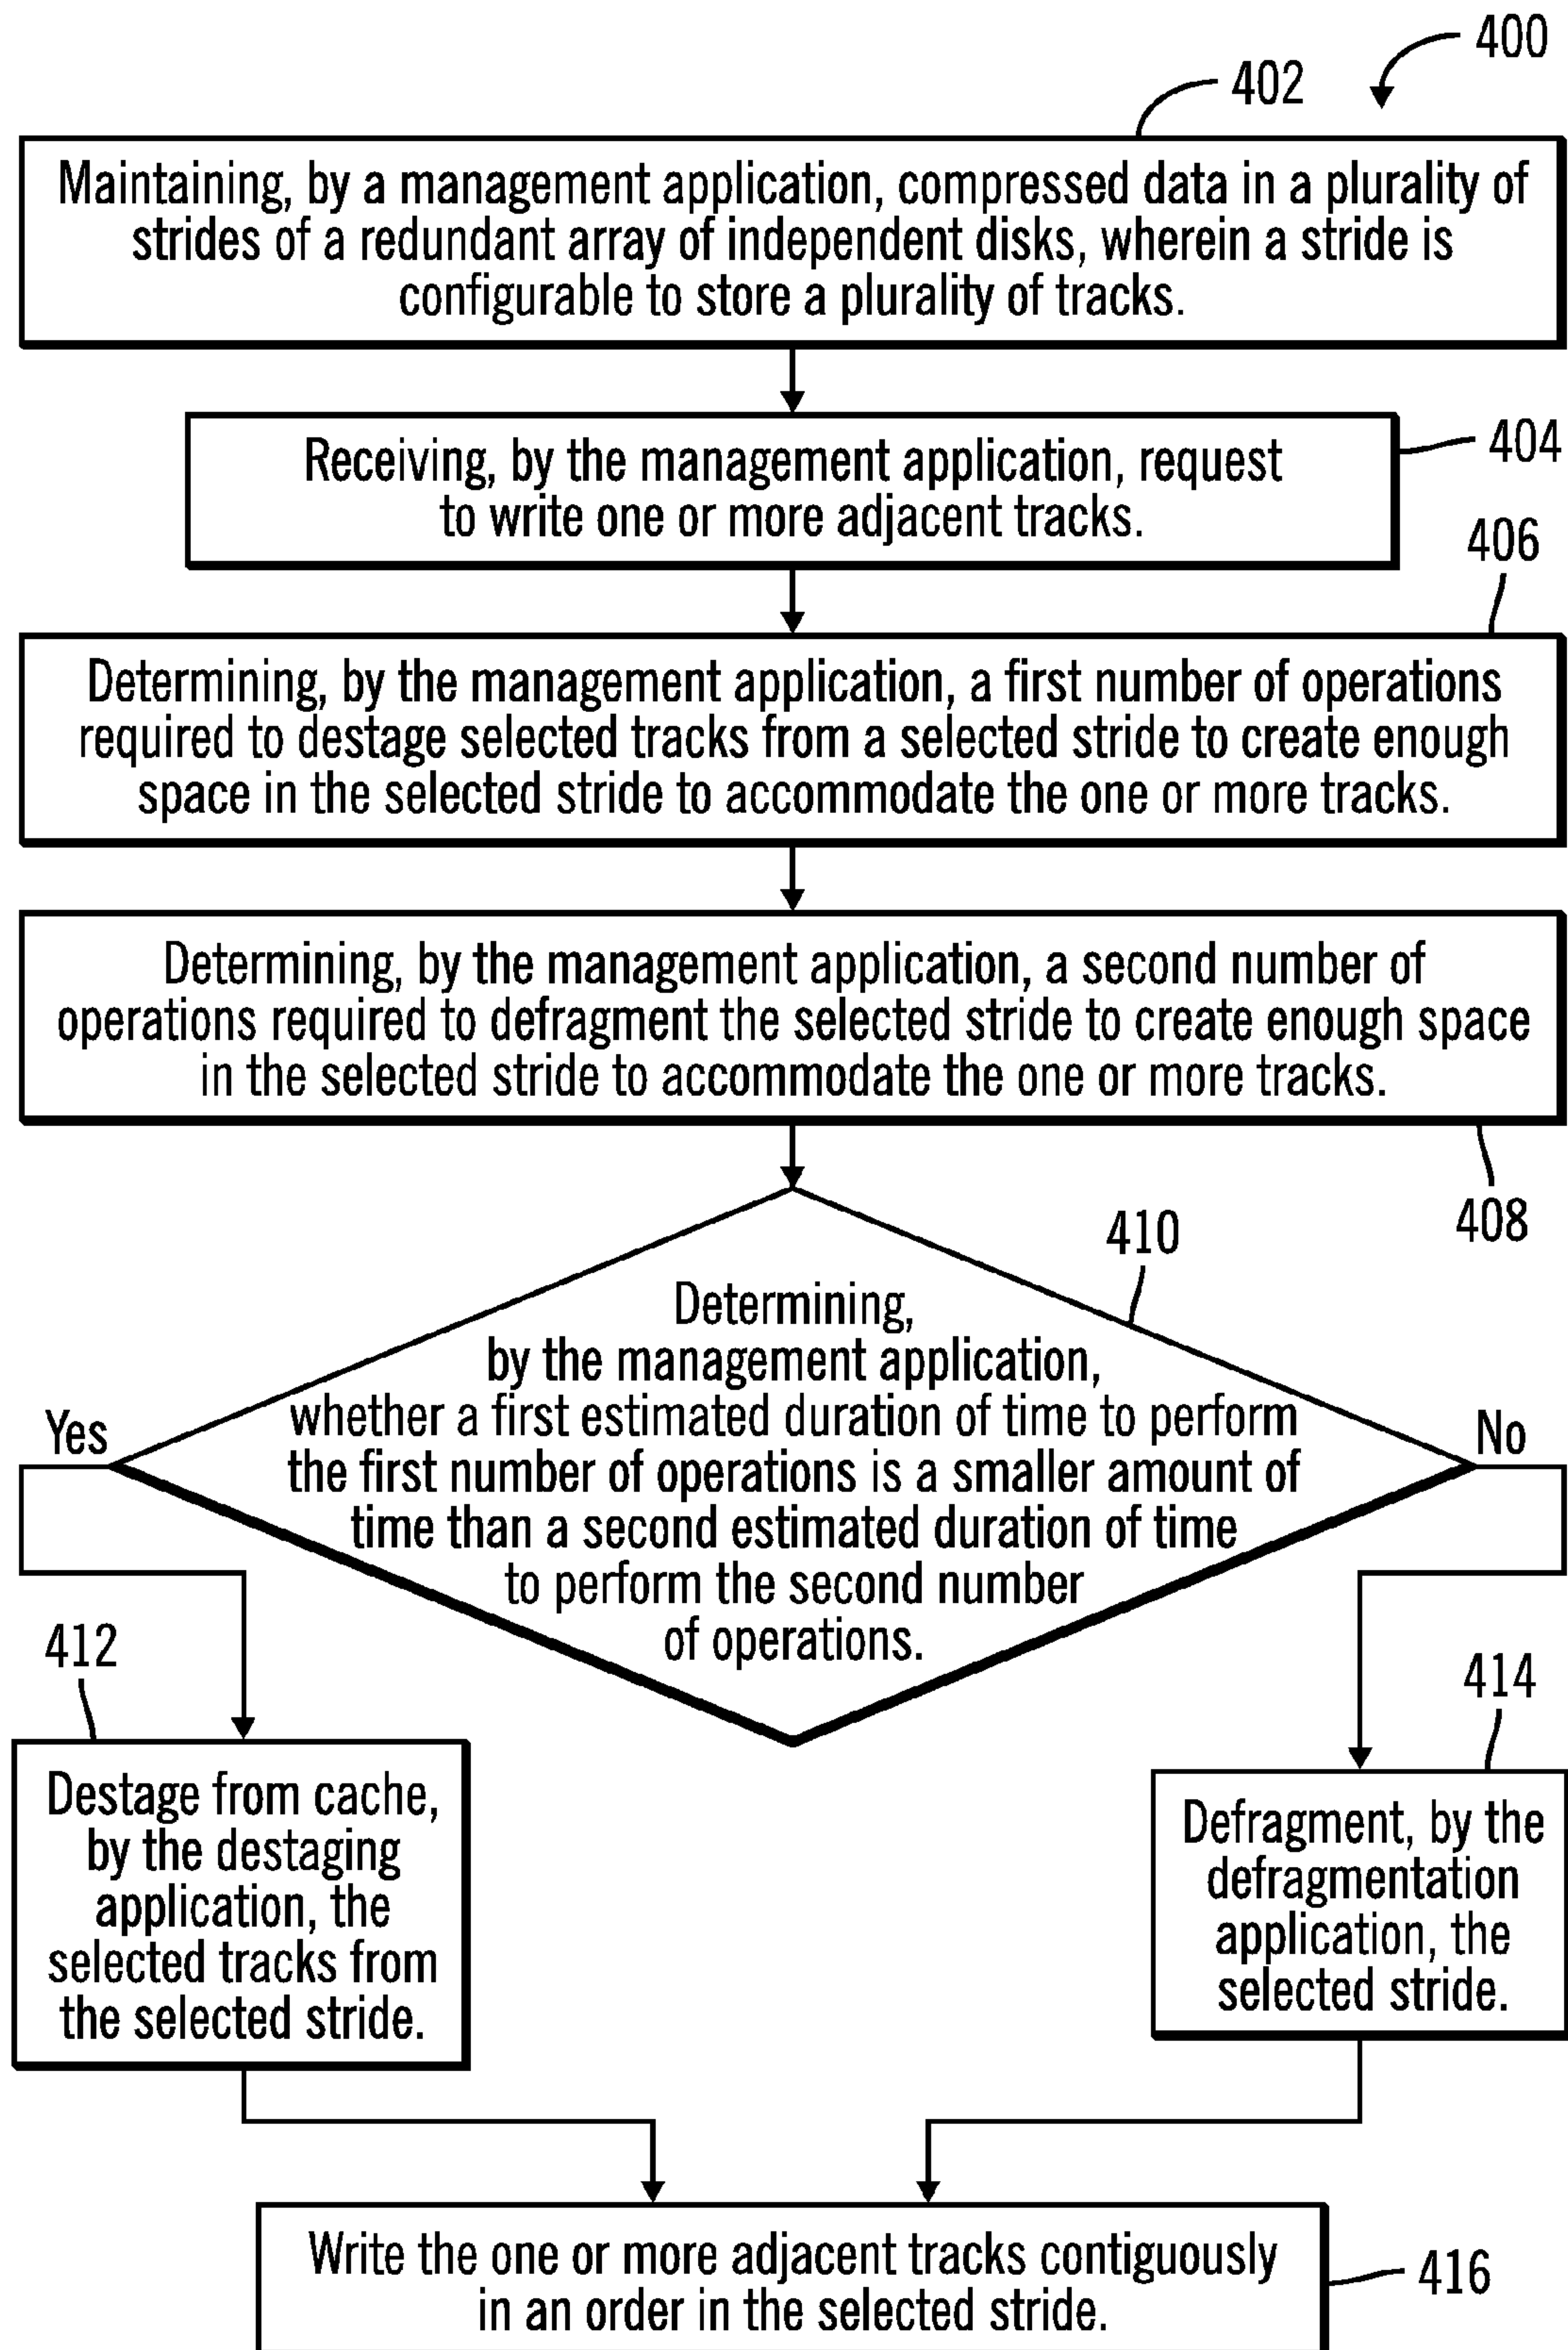 400
402
Maintaining, by a management application, compressed data in a plurality of
strides of a redundant array of independent disks, wherein a stride is
configurable to store a plurality of tracks.
404
Receiving, by the management application, request
to write one or more adjacent tracks.
406
Determining, by the management application, a first number of operations
required to destage selected tracks from a selected stride to create enough
space in the selected stride to accommodate the one or more tracks.
Determining, by the management application, a second number of
operations required to defragment the selected stride to create enough space
in the selected stride to accommodate the one or more tracks.
408
410
Determining,
by the management application,
whether a first estimated duration of time to perform
the first number of operations is a smaller amount of
time than a second estimated duration of time
to perform the second number
of operations.
Yes
No
412
Destage from cache,
by the destaging
application, the
selected tracks from
the selected stride.
414
Defragment, by the
defragmentation
application, the
selected stride.
Write the one or more adjacent tracks contiguously
in an order in the selected stride.
416